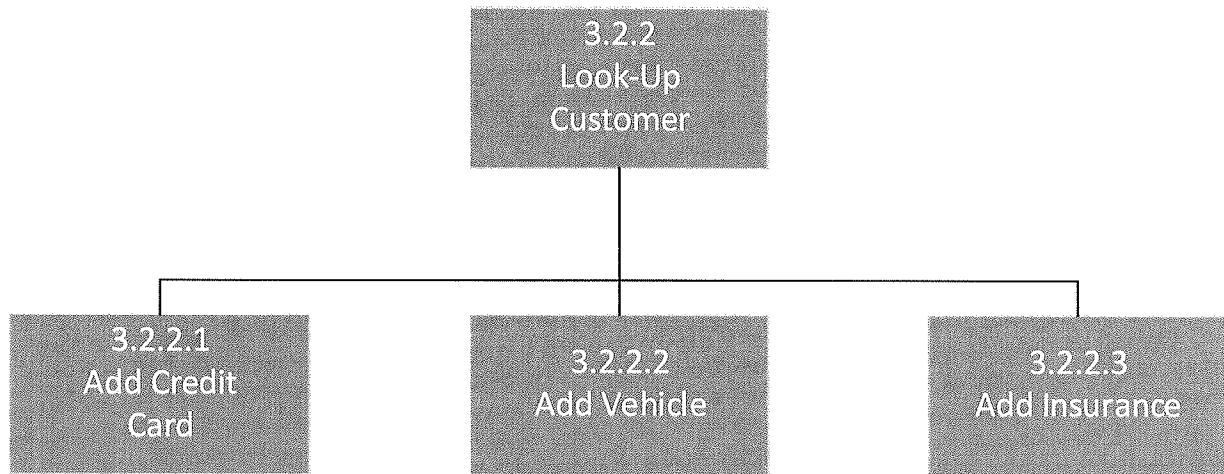 3.2.2
Look-Up
Customer
3.2.2.1
Add Credit
Card
3.2.2.2
Add Vehicle
3.2.2.3
Add Insurance